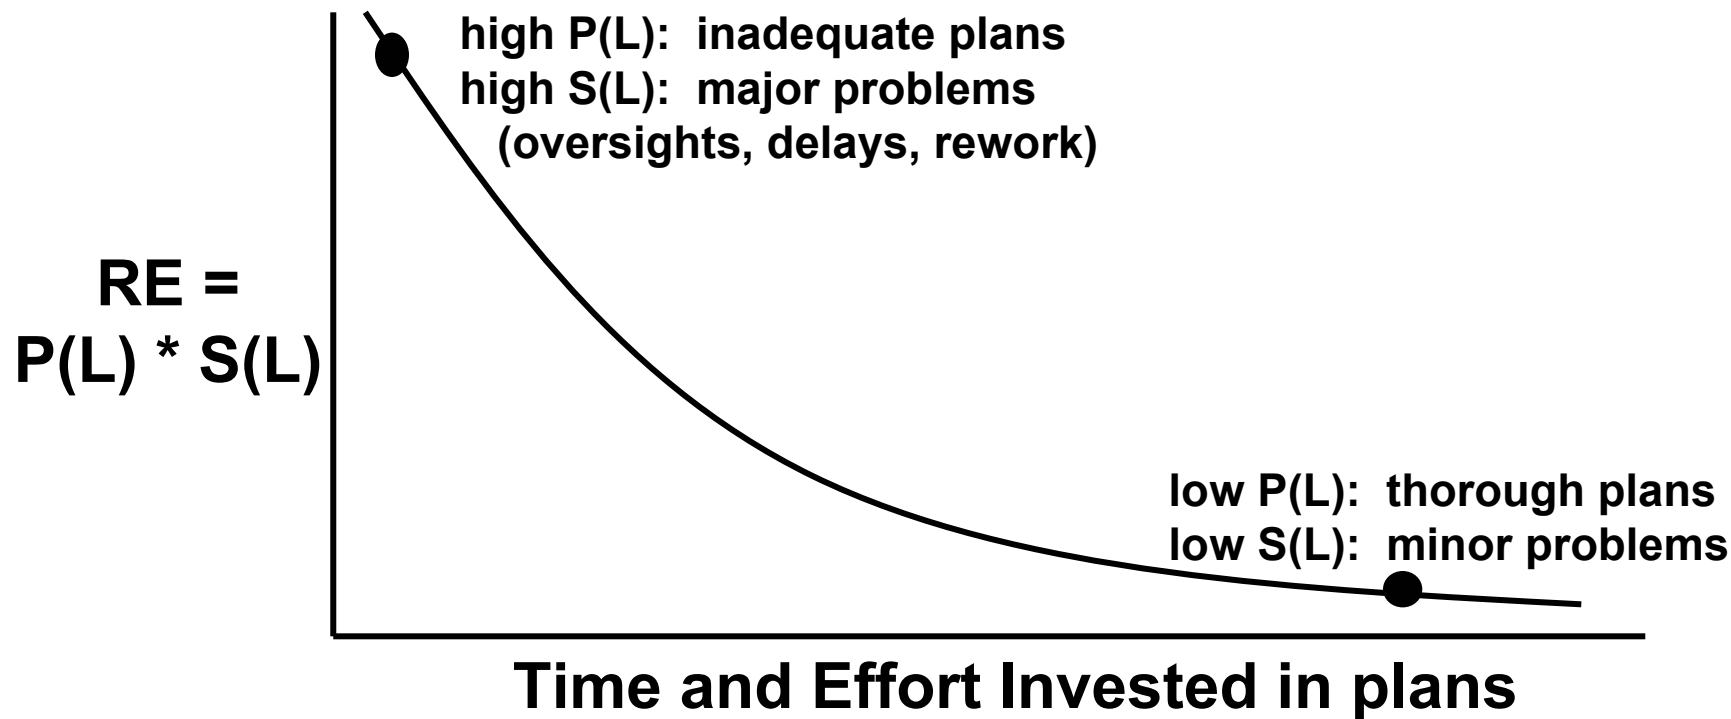 high P(L): inadequate plans
high S(L): major problems
(oversights, delays, rework)
RE =
P(L) * S(L)
low P(L): thorough plans
low S(L): minor problems
Time and Effort Invested in plans